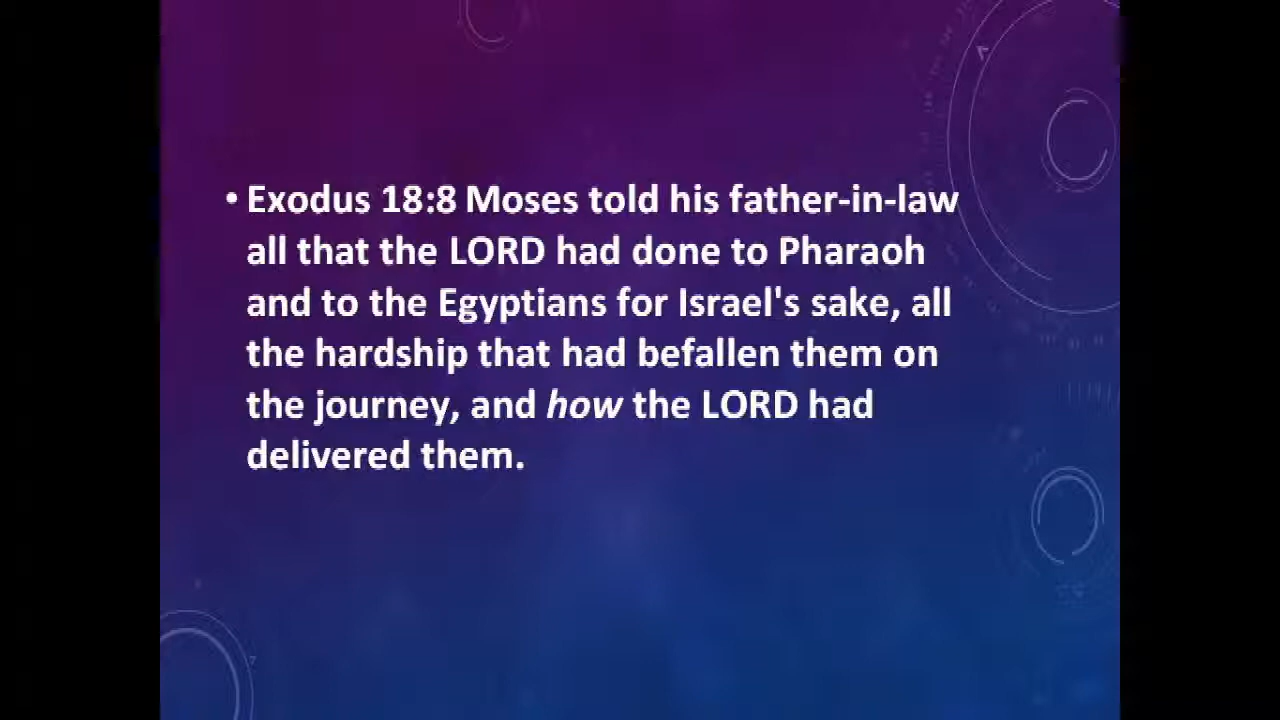 • Exodus 18:8 Moses told his father-in-law
all that the LORD had done to Pharaoh
and to the Egyptians for Israel's sake, all
the hardship that had befallen them on
the journey, and how the LORD had
delivered them.